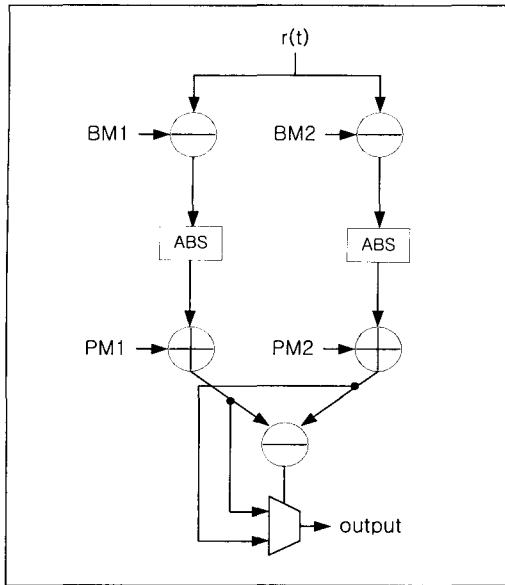 r(t)
BM1
BM2
ABS
ABS
PM1
PM2
output